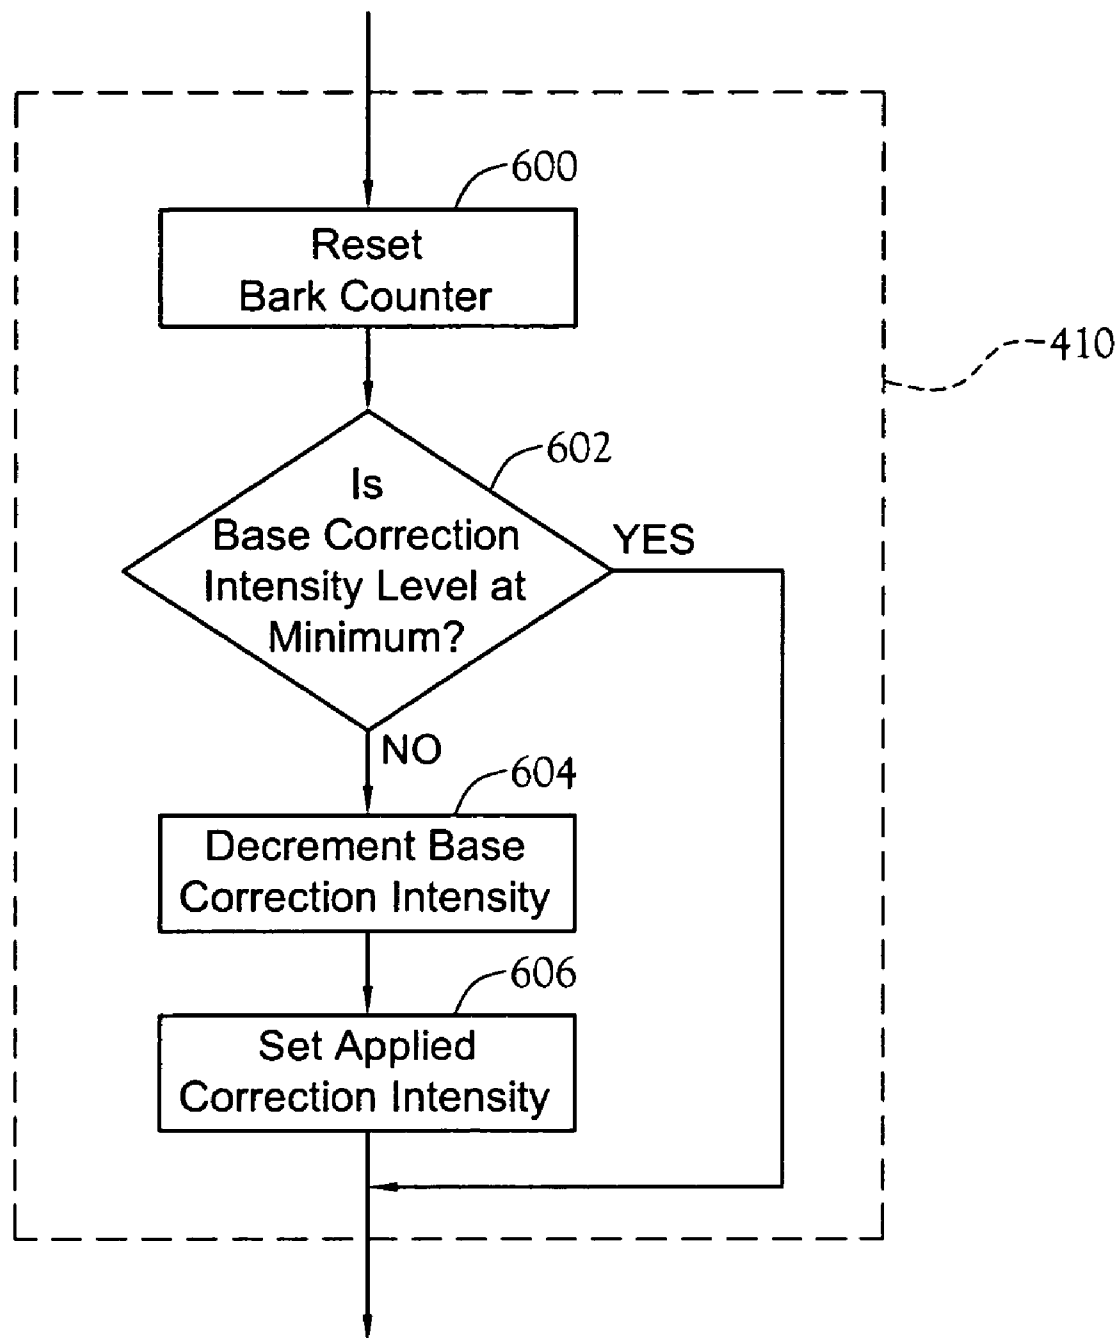 600
Reset
Bark Counter
410
602
Is
Base Correction
Intensity Level at
Minimum?
YES
NO
604
Decrement Base
Correction Intensity
606
Set Applied
Correction Intensity